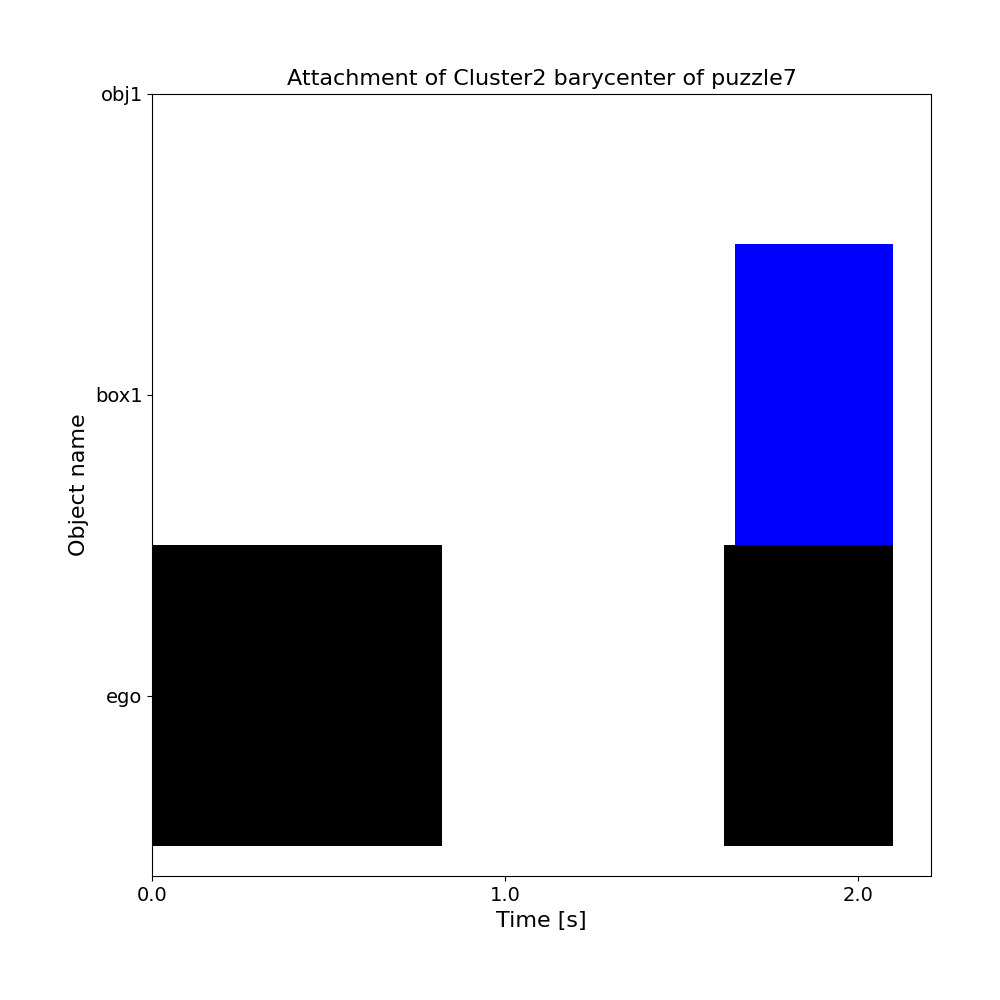 Attachment of Cluster2 barycenter of puzzle7
obj1
box1
ego
Object name
0.0 1.0 2.0
Time [s]